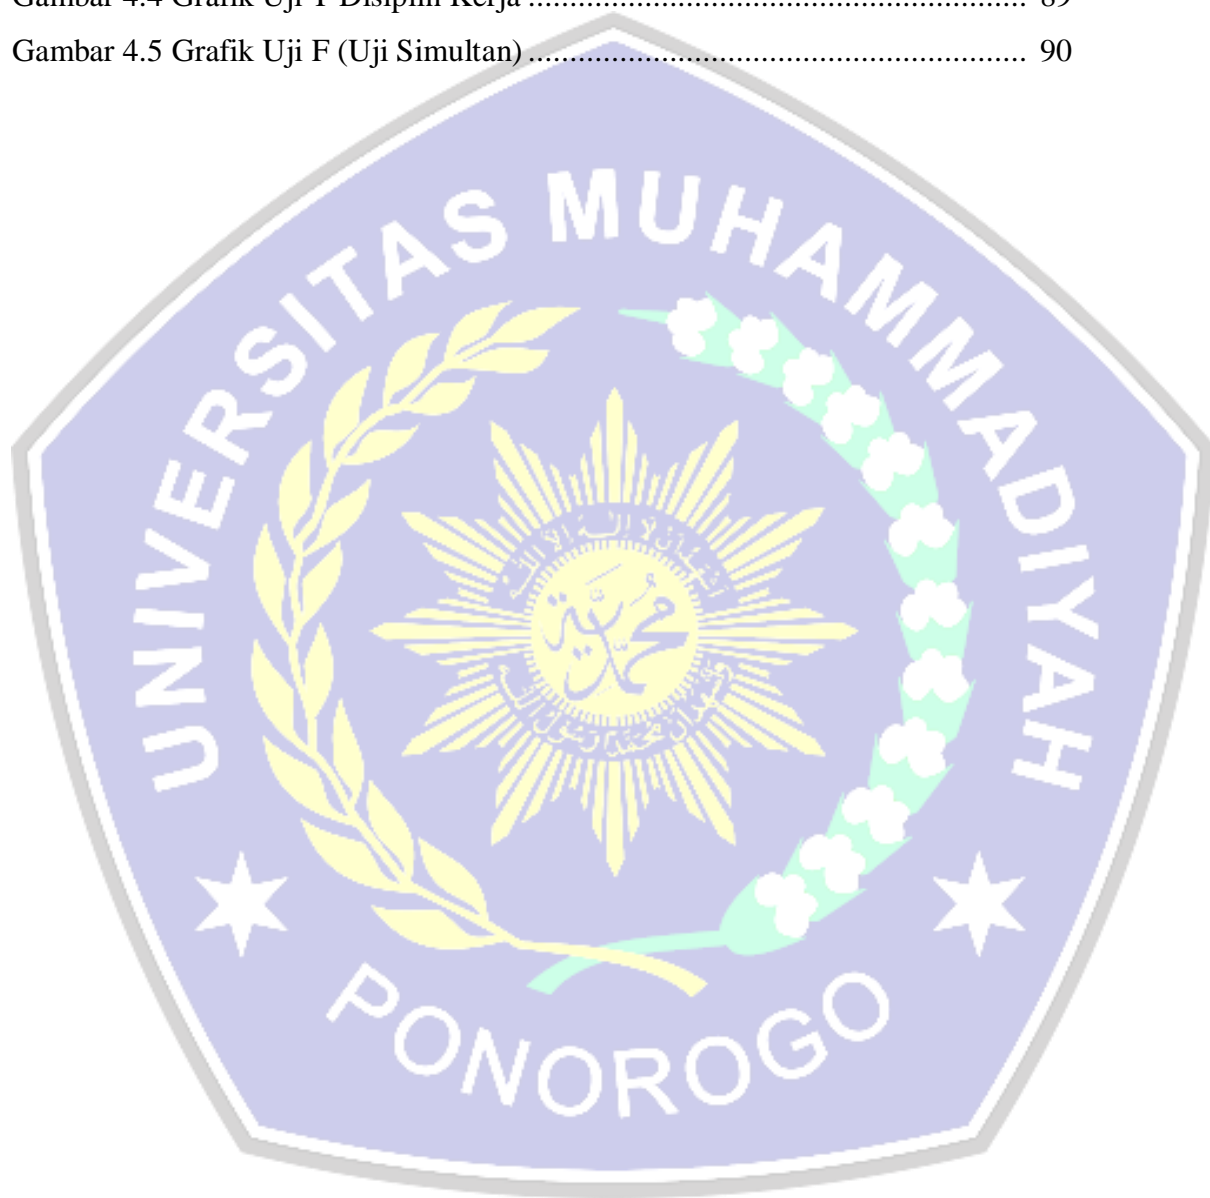 Gambar 4.4 Grafik Uji T Disiplin Kerja ............................................................ 89
Gambar 4.5 Grafik Uji F (Uji Simultan) ............................................................ 90
UNIVERSITAS MUHAMMADIYAH
PONOROGO